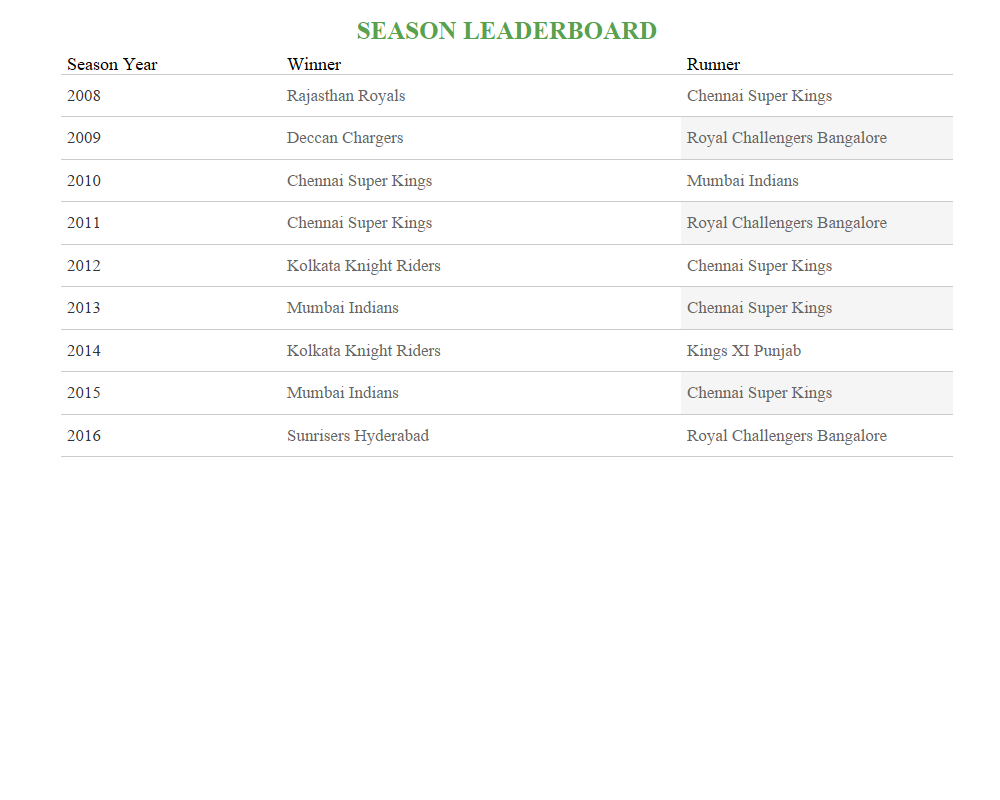 SEASON LEADERBOARD
Season Year Winner Runner
2008 Rajasthan Royals Chennai Super Kings
2009 Deccan Chargers Royal Challengers Bangalore
2010 Chennai Super Kings Mumbai Indians
2011 Chennai Super Kings Royal Challengers Bangalore
2012 Kolkata Knight Riders Chennai Super Kings
2013 Mumbai Indians Chennai Super Kings
2014 Kolkata Knight Riders Kings XI Punjab
2015 Mumbai Indians Chennai Super Kings
2016 Sunrisers Hyderabad Royal Challengers Bangalore